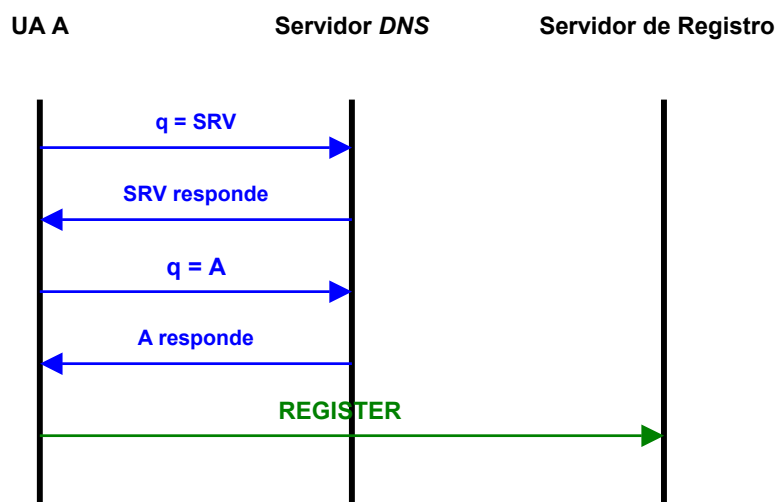 UA A
Servidor DNS
Servidor de Registro
q = SRV
SRV responde
q = A
A responde
REGISTER